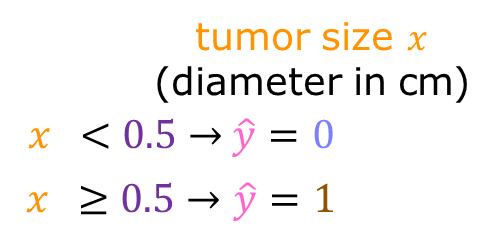 tumor size x
(diameter in cm)
x < 0.5 → ŷ = 0
x ≥ 0.5 → ŷ = 1